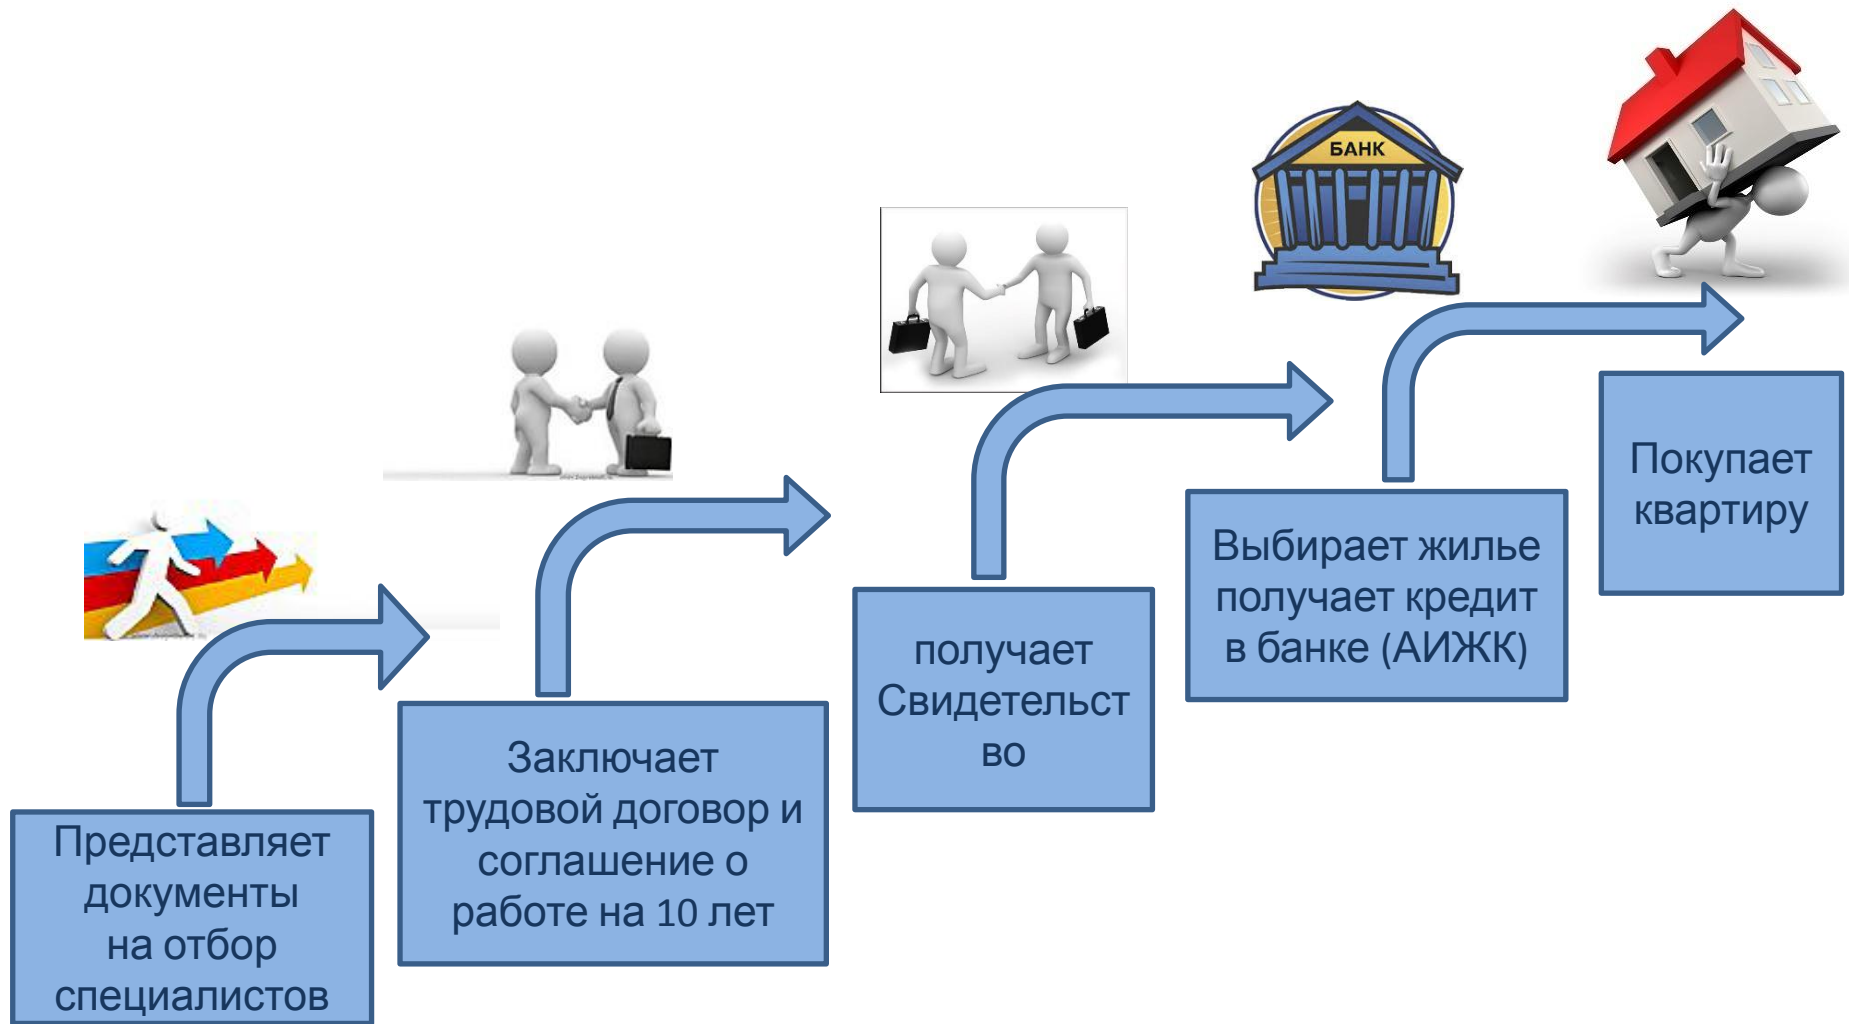 Представляет
документы
на отбор
специалистов
Заключает
трудовой договор и
соглашение о
работе на 10 лет
получает
Свидетельст
во
Выбирает жилье
получает кредит
в банке (АИЖК)
Покупает
квартиру
БАНК